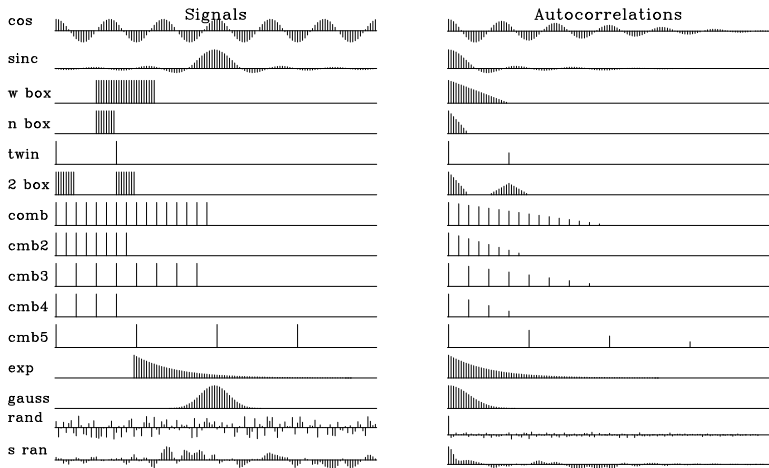 Signals Autocorrelations
cos
sinc
w box
n box
twin
2 box
comb
cmb2
cmb3
cmb4
cmb5
exp
gauss
rand
s ran